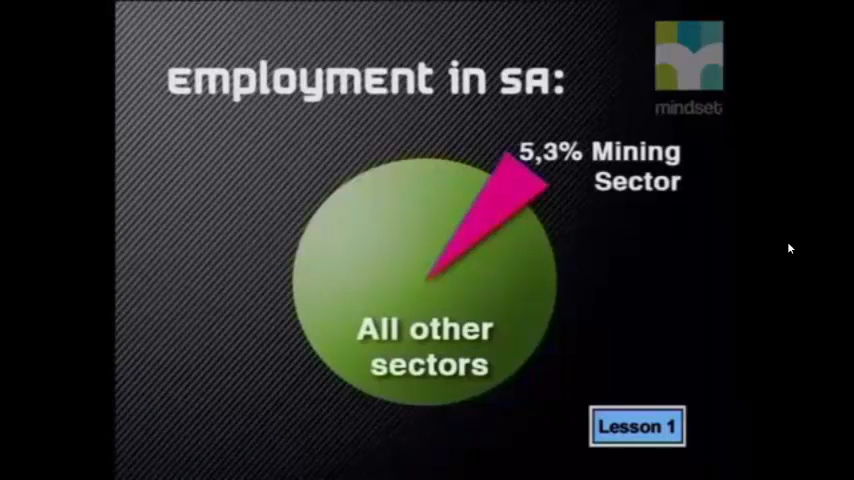 Employment in SA:
mindset
5,3% Mining
Sector
All other
sectors
Lesson 1